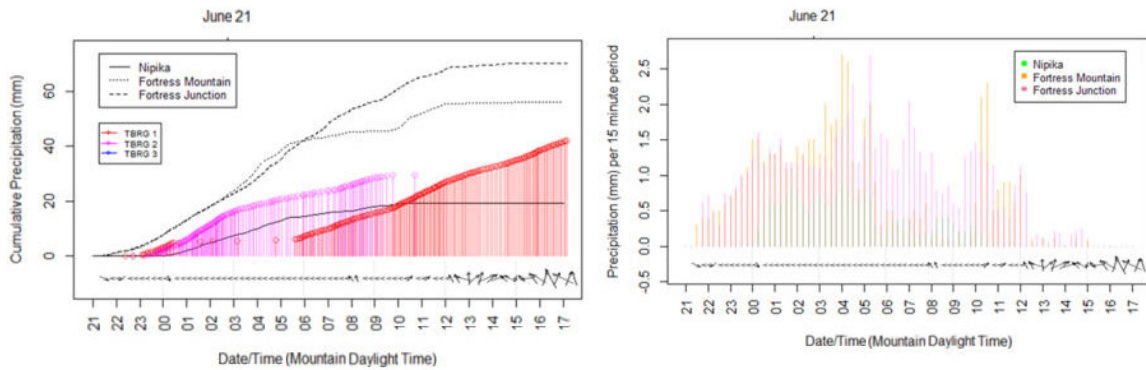 June 21
Cumulative Precipitation (mm)
60
40
20
0
Nipika
Fortress Mountain
Fortress Junction
TBRG 1
TBRG 2
TBRG 3
21 22 23 00 01 02 03 04 05 06 07 08 09 10 11 12 13 14 15 16 17
Date/Time (Mountain Daylight Time)
June 21
Precipitation (mm) per 15 minute period
2.5
2.0
1.5
1.0
0.5
0.0
-0.5
Nipika
Fortress Mountain
Fortress Junction
21 22 23 00 01 02 03 04 05 06 07 08 09 10 11 12 13 14 15 16 17
Date/Time (Mountain Daylight Time)